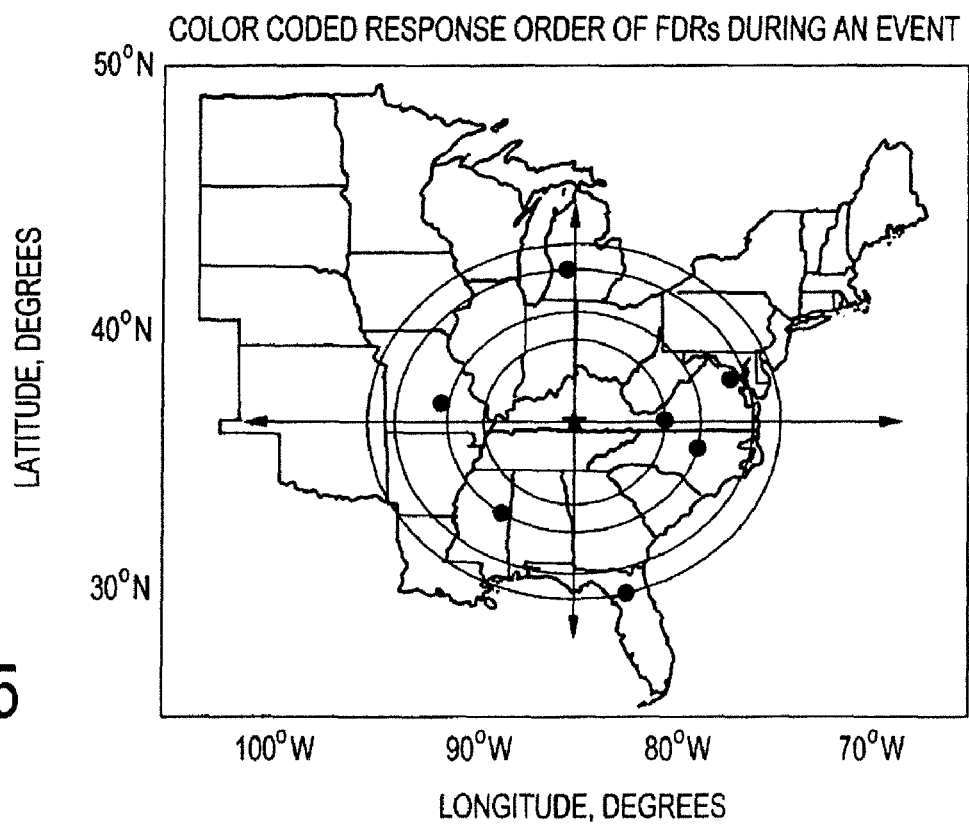 COLOR CODED RESPONSE ORDER OF FDRs DURING AN EVENT
50°N
40°N
30°N
LATITUDE, DEGREES
100°W 90°W 80°W 70°W
LONGITUDE, DEGREES